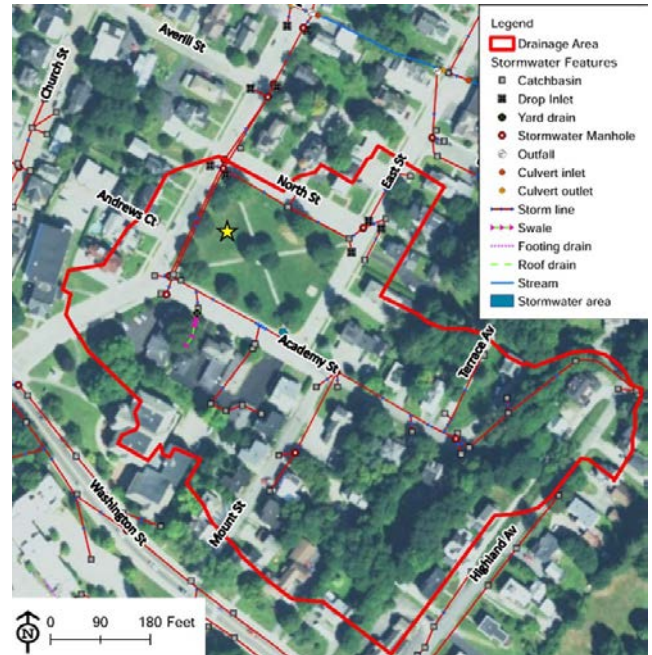 Legend
Drainage Area
Stormwater Features
Catchbasin
Drop Inlet
Yard drain
Stormwater Manhole
Outfall
Culvert inlet
Culvert outlet
Storm line
Swale
Footing drain
Roof drain
Stream
Stormwater area
Averill St
Church St
North St
East St
Andrews Ct
Academy St
Terrace Av
Mount St
Washington St
Highland Av
N
0 90 180 Feet